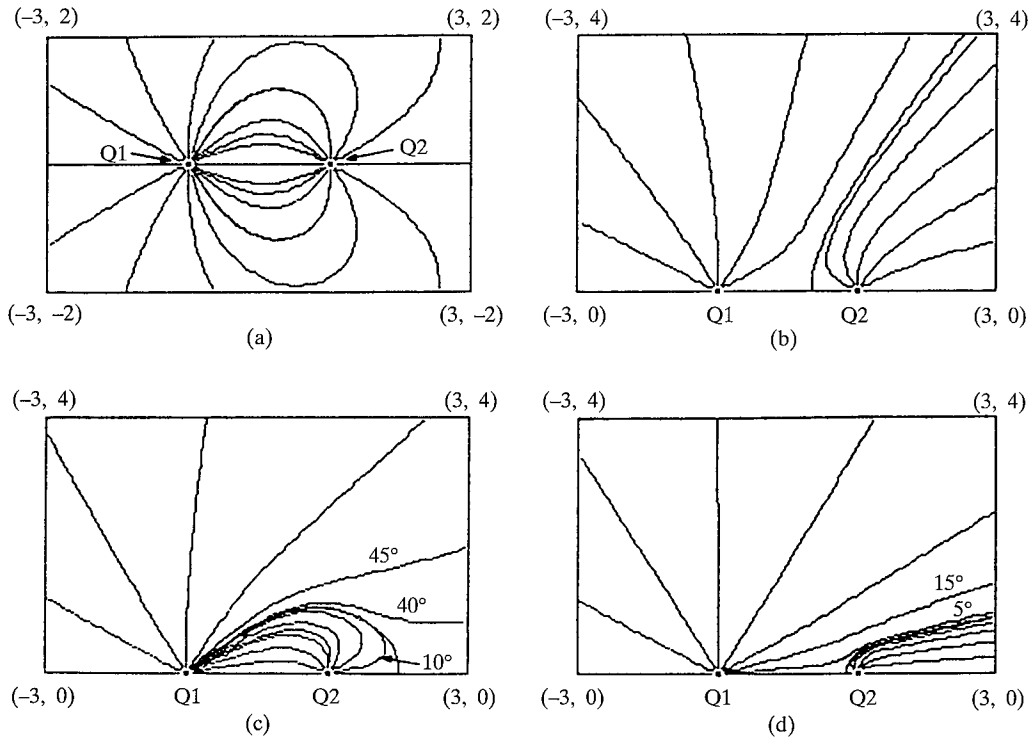 (–3, 2) (3, 2)
Q1 Q2
(–3, –2) (3, –2)
(a)
(–3, 4) (3, 4)
(–3, 0) Q1 Q2 (3, 0)
(b)
(–3, 4) (3, 4)
45°
40°
10°
(–3, 0) Q1 Q2 (3, 0)
(c)
(–3, 4) (3, 4)
15°
5°
(–3, 0) Q1 Q2 (3, 0)
(d)